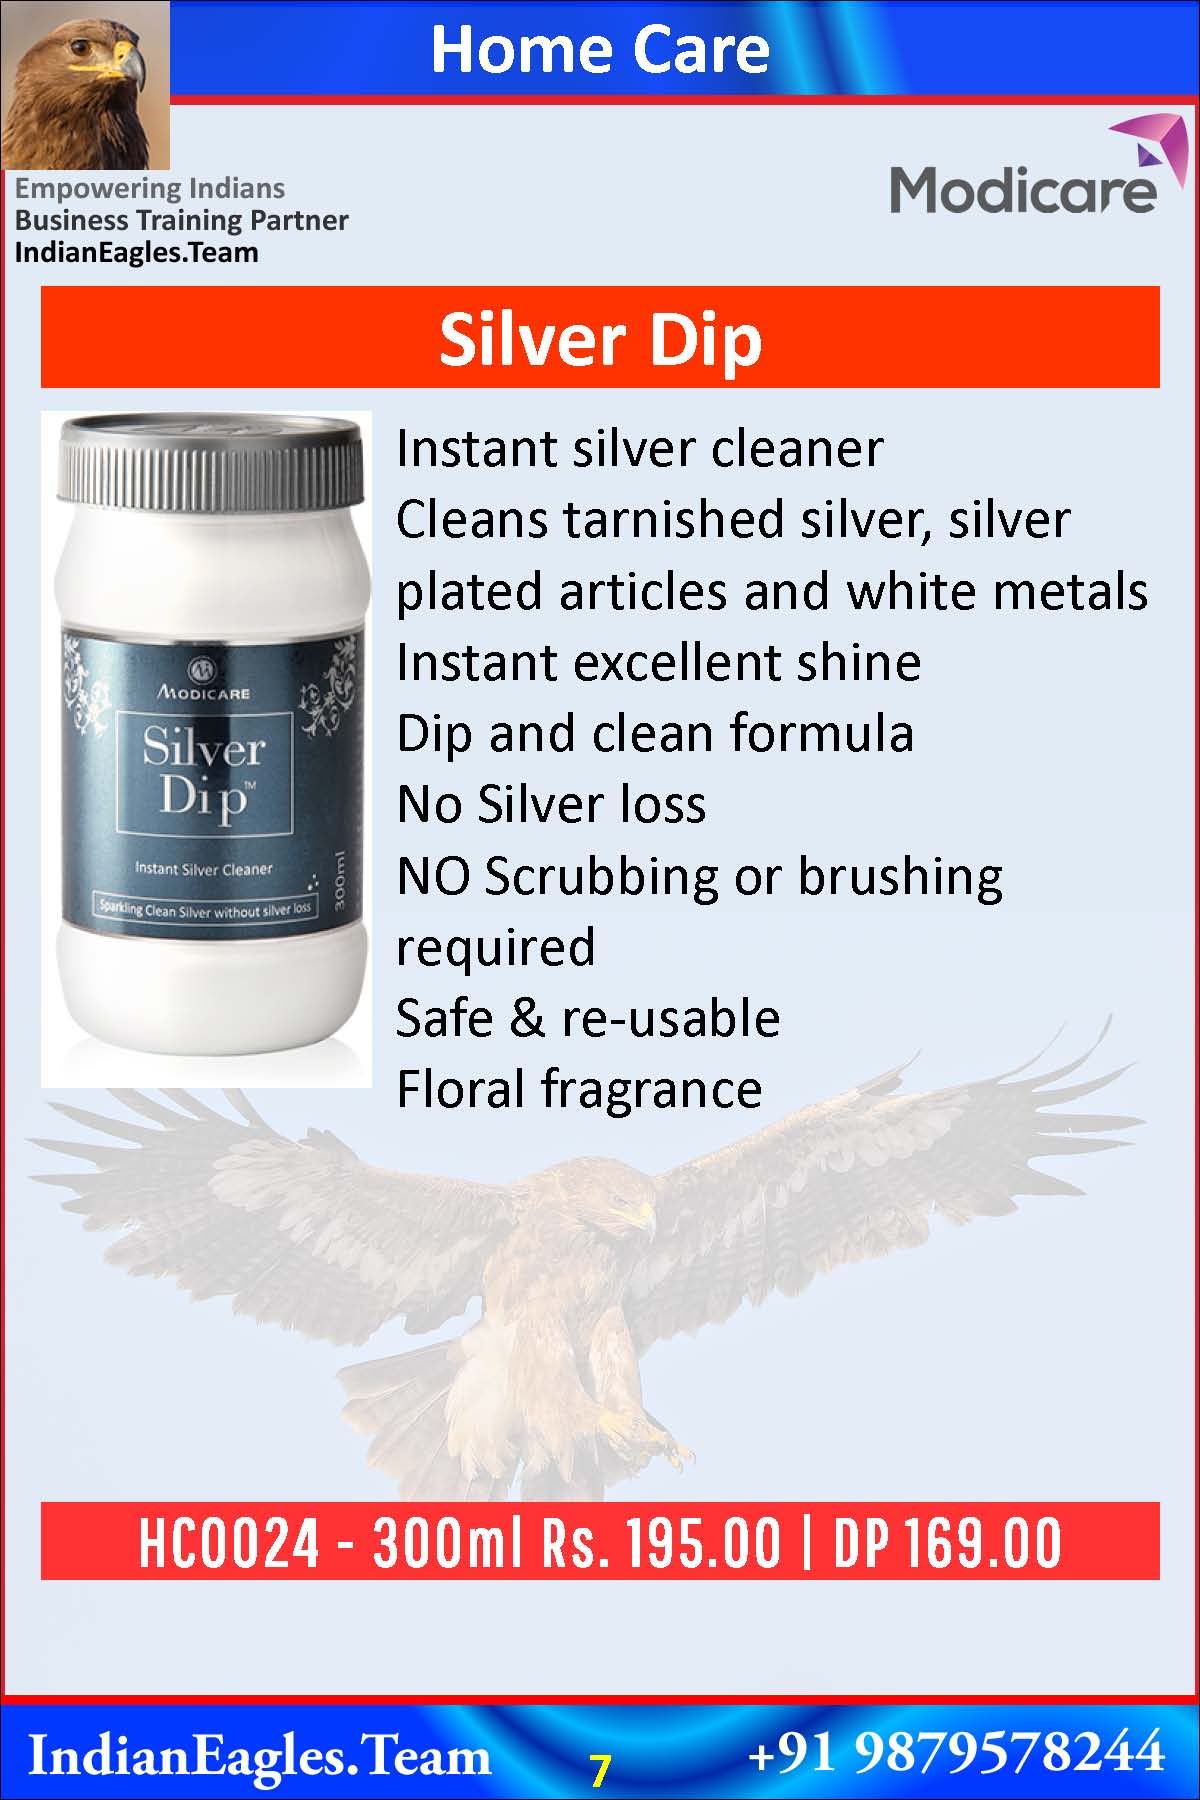 Home Care
Empowering Indians
Business Training Partner
IndianEagles.Team
Modicare
Silver Dip
Instant silver cleaner
Cleans tarnished silver, silver
plated articles and white metals
Instant excellent shine
Dip and clean formula
No Silver loss
NO Scrubbing or brushing
required
Safe & re-usable
Floral fragrance
MODICARE
Silver
Dip™
Instant Silver Cleaner
Sparkling Clean Silver without silver loss
300ml
HC0024 - 300ml Rs. 195.00 | DP 169.00
IndianEagles.Team
7
+91 9879578244